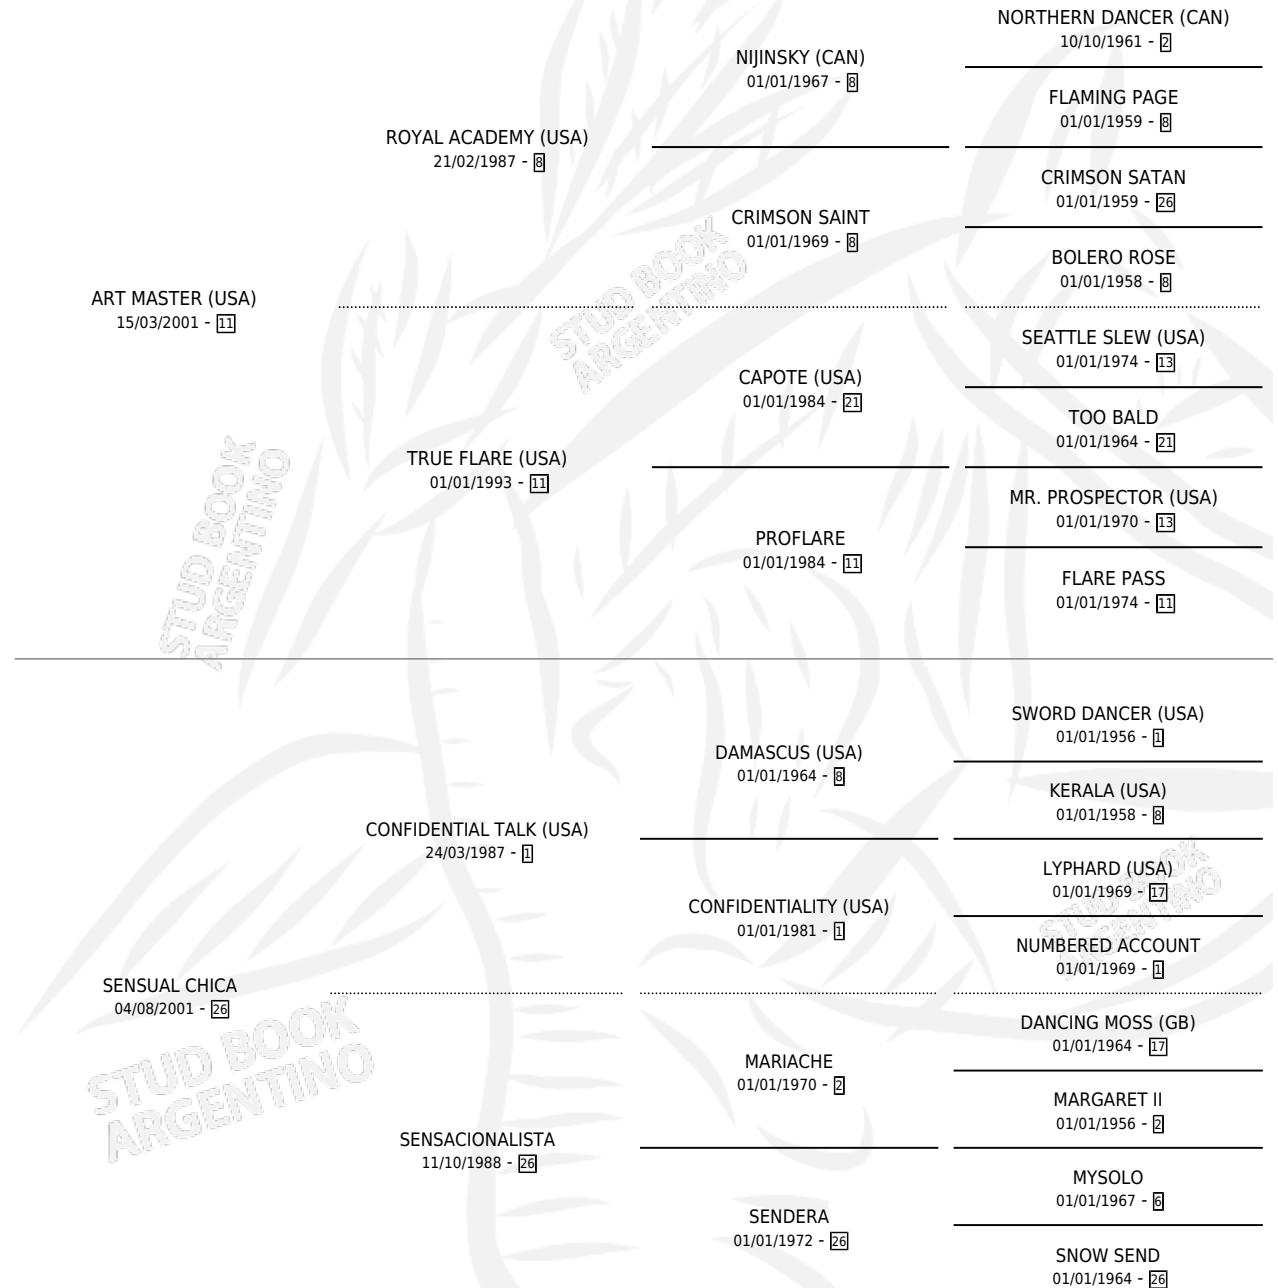 NORTHERN DANCER (CAN)
10/10/1961 - 2
NIJINSKY (CAN)
01/01/1967 - 8
FLAMING PAGE
01/01/1959 - 8
ROYAL ACADEMY (USA)
21/02/1987 - 8
CRIMSON SATAN
01/01/1959 - 26
CRIMSON SAINT
01/01/1969 - 8
BOLERO ROSE
01/01/1958 - 8
ART MASTER (USA)
15/03/2001 - 11
STUD BOOK
ARGENTINO
SEATTLE SLEW (USA)
01/01/1974 - 13
CAPOTE (USA)
01/01/1984 - 21
TOO BALD
01/01/1964 - 21
TRUE FLARE (USA)
01/01/1993 - 11
MR. PROSPECTOR (USA)
01/01/1970 - 13
PROFLARE
01/01/1984 - 11
FLARE PASS
01/01/1974 - 11
STUD BOOK
ARGENTINO
SWORD DANCER (USA)
01/01/1956 - 1
DAMASCUS (USA)
01/01/1964 - 8
KERALA (USA)
01/01/1958 - 8
CONFIDENTIAL TALK (USA)
24/03/1987 - 1
LYPHARD (USA)
01/01/1969 - 17
CONFIDENTIALITY (USA)
01/01/1981 - 1
STUD BOOK
ARGENTINO
NUMBERED ACCOUNT
01/01/1969 - 1
SENSUAL CHICA
04/08/2001 - 26
STUD BOOK
ARGENTINO
DANCING MOSS (GB)
01/01/1964 - 17
MARIACHE
01/01/1970 - 2
MARGARET II
01/01/1956 - 2
SENSACIONALISTA
11/10/1988 - 26
MYSOLO
01/01/1967 - 6
SENDERA
01/01/1972 - 26
SNOW SEND
01/01/1964 - 26